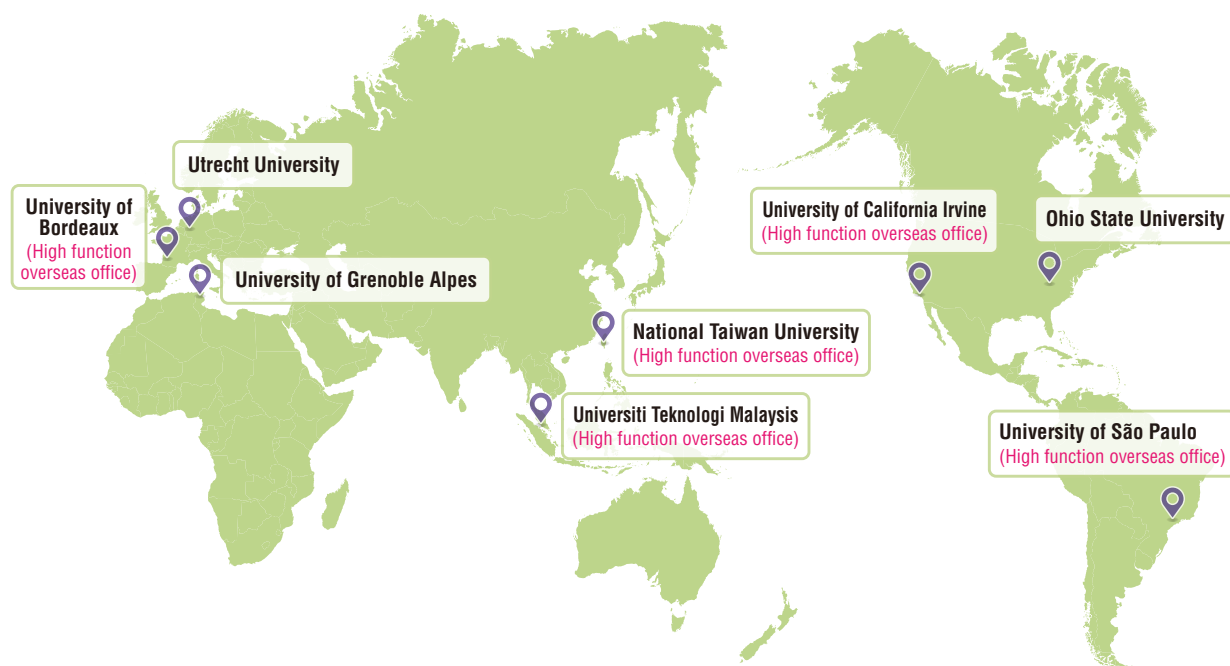 Utrecht University
University of
Bordeaux
(High function
overseas office)
University of Grenoble Alpes
National Taiwan University
(High function overseas office)
Universiti Teknologi Malaysis
(High function overseas office)
University of California Irvine
(High function overseas office)
Ohio State University
University of São Paulo
(High function overseas office)